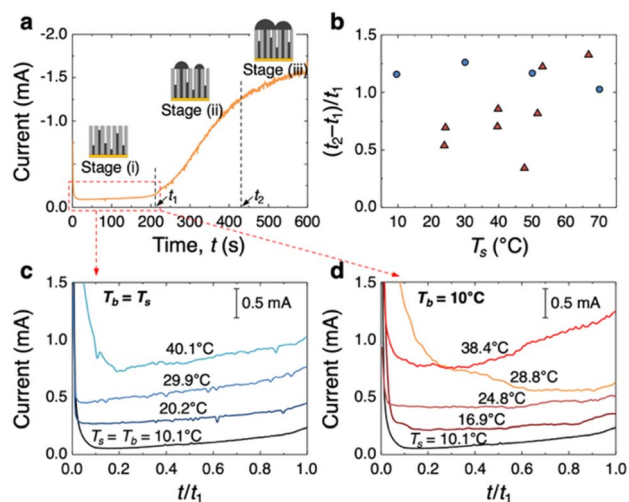 a
Current (mA)
-2.0
-1.5
-1.0
-0.5
0.0
0
200
300
400
500
600
Time, t (s)
Stage (i)
Stage (ii)
Stage (iii)
t₁
t₂
b
(t₂–t₁)/t₁
1.5
1.0
0.5
0.0
10
20
30
40
50
60
70
Tₛ (°C)
c
Current (mA)
1.5
1.0
0.5
0.0
T_b = Tₛ
0.5 mA
40.1°C
29.9°C
20.2°C
Tₛ = T_b = 10.1°C
0.0
0.2
0.4
0.6
0.8
1.0
t/t₁
d
Current (mA)
1.5
1.0
0.5
0.0
T_b = 10°C
0.5 mA
38.4°C
28.8°C
24.8°C
16.9°C
Tₛ = 10.1°C
0.0
0.2
0.4
0.6
0.8
1.0
t/t₁